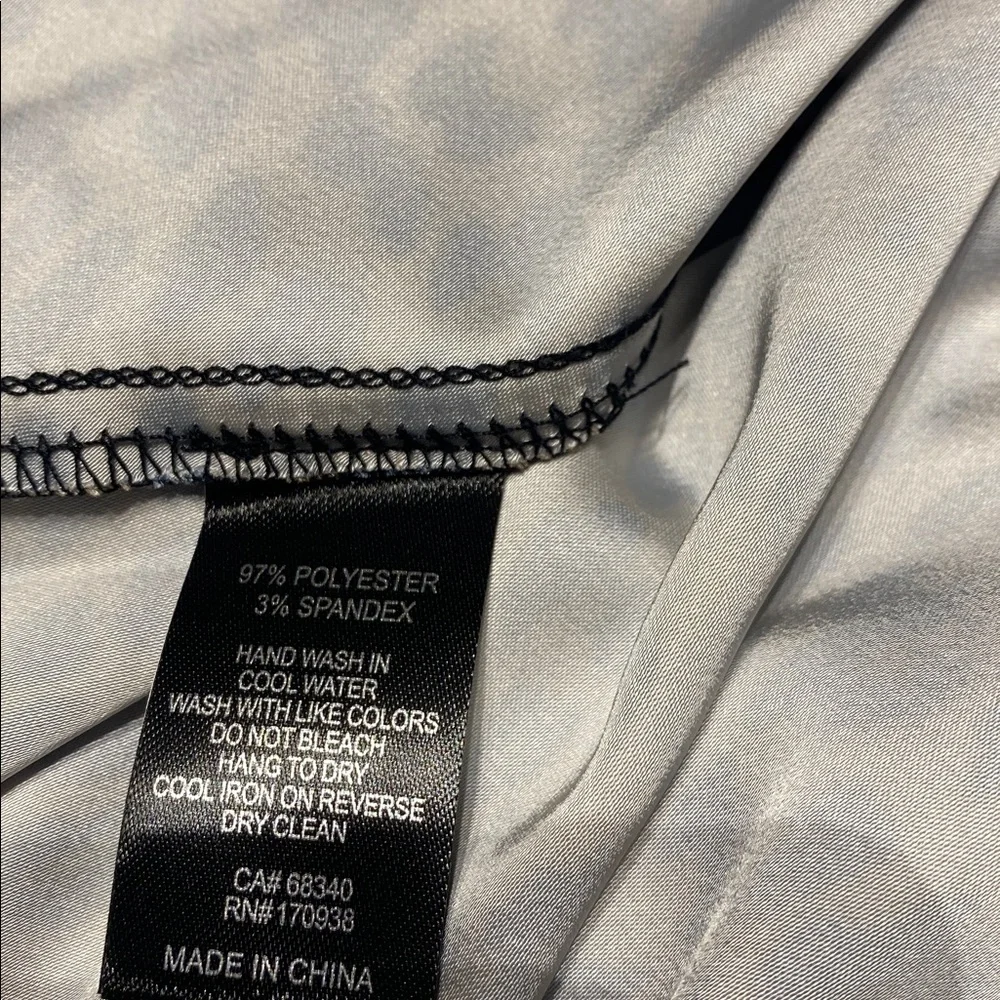 97% POLYESTER
3% SPANDEX
HAND WASH IN
COOL WATER
WASH WITH LIKE COLORS
DO NOT BLEACH
HANG TO DRY
COOL IRON ON REVERSE
DRY CLEAN
CA# 68340
RN#170938
MADE IN CHINA